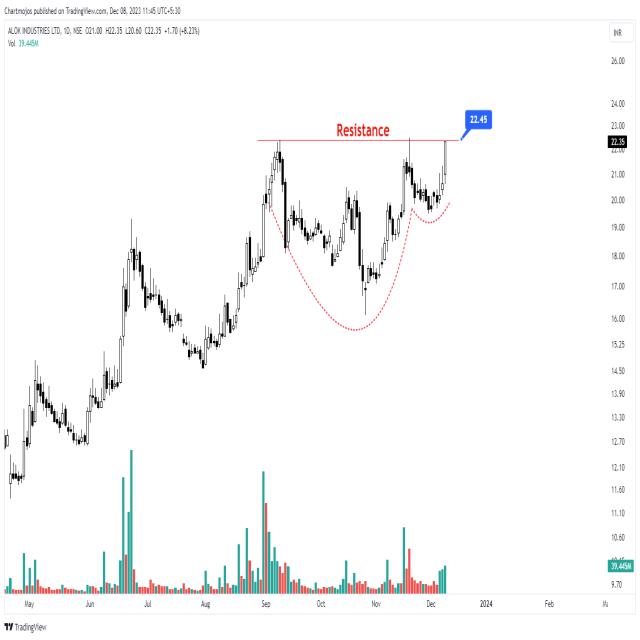 Chartmojos published on TradingView.com, Dec 08, 2023 11:45 UTC+5:30
ALOK INDUSTRIES LTD, 1D, NSE O21.00 H22.35 L20.60 C22.35 +1.70 (+8.23%)
Vol 39.445M
INR
26.00
24.00
23.00
22.45
Resistance
22.35
22.00
21.00
20.00
19.00
18.00
17.00
16.00
15.25
14.50
13.90
13.30
12.70
12.10
11.60
11.10
10.60
39.445M
9.70
May Jun Jul Aug Sep Oct Nov Dec 2024 Feb
TradingView